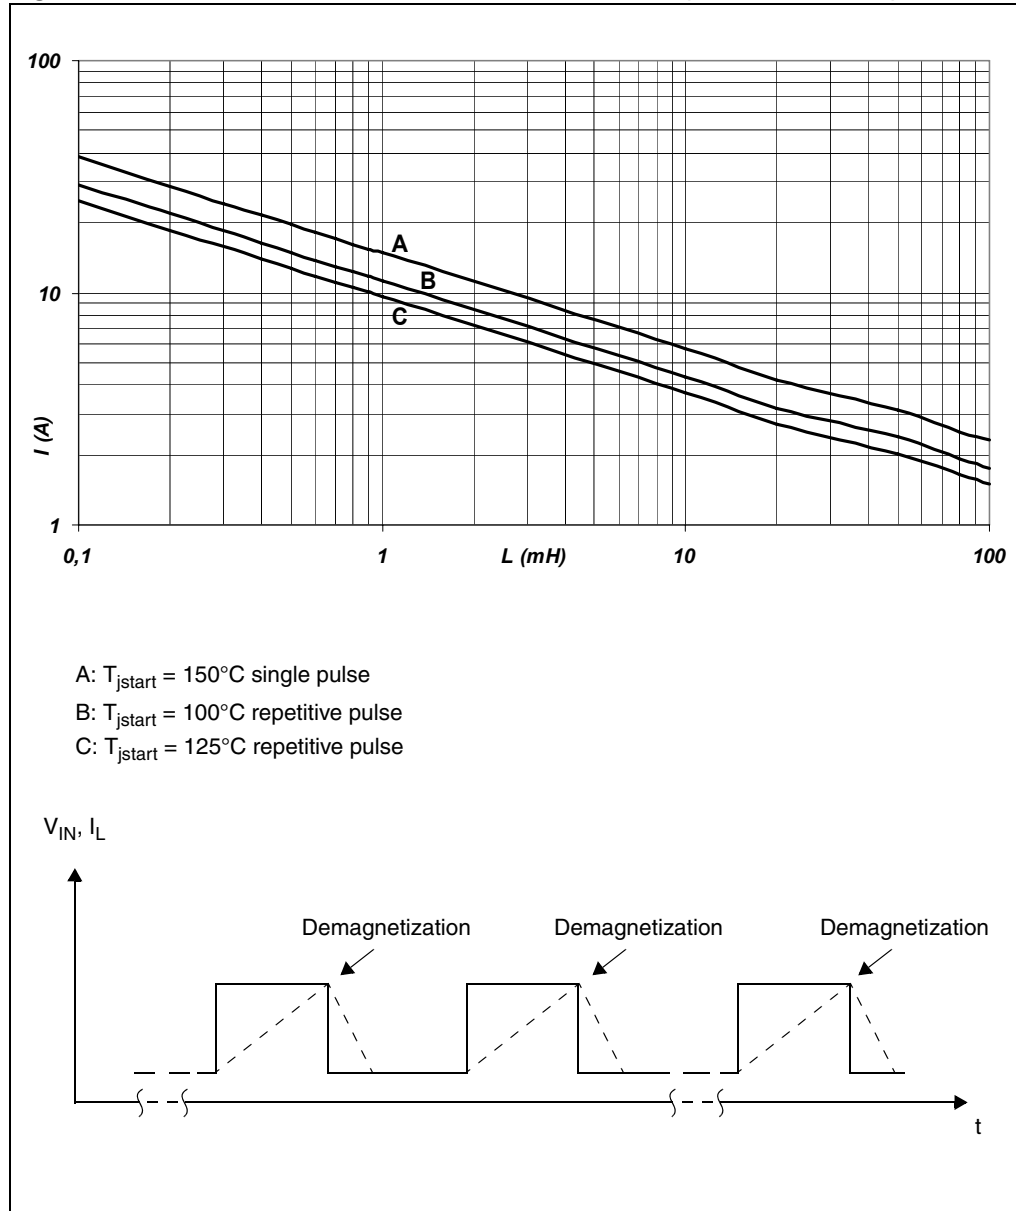 100
10
1
I (A)
0,1 1 L (mH) 10 100
A
B
C
A: Tjstart = 150°C single pulse
B: Tjstart = 100°C repetitive pulse
C: Tjstart = 125°C repetitive pulse
VIN, IL
Demagnetization Demagnetization Demagnetization
t